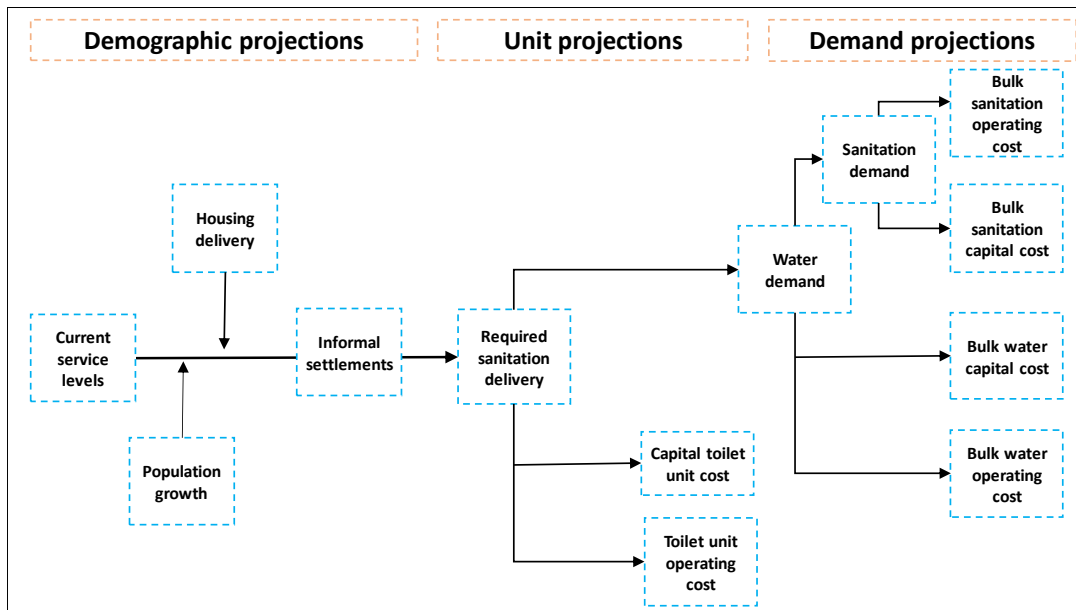 Demographic projections
Unit projections
Demand projections
Bulk
sanitation
operating
cost
Sanitation
demand
Housing
delivery
Bulk
sanitation
capital cost
Water
demand
Current
service
levels
Informal
settlements
Required
sanitation
delivery
Bulk water
capital cost
Population
growth
Capital toilet
unit cost
Bulk water
operating
cost
Toilet unit
operating
cost